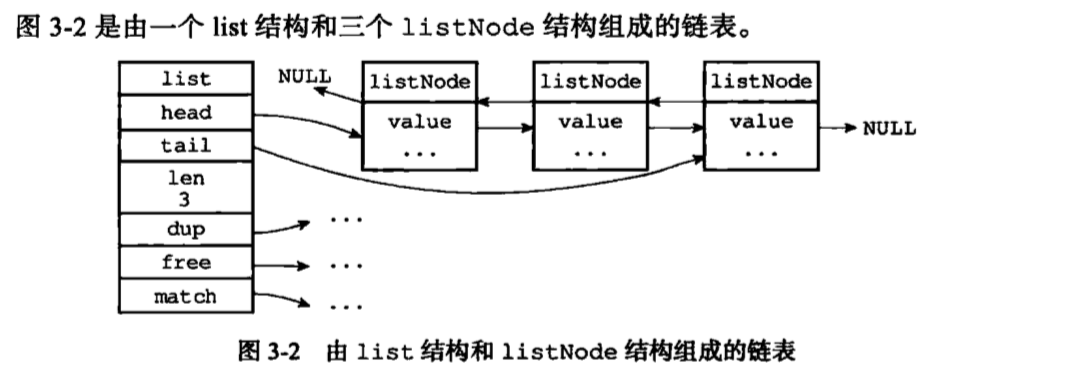 图 3-2 是由一个 list 结构和三个 listNode 结构组成的链表。
list
head
tail
len
3
dup
free
match
NULL
listNode
value
...
listNode
value
...
listNode
value
...
NULL
...
...
...
图 3-2 由 list 结构和 listNode 结构组成的链表